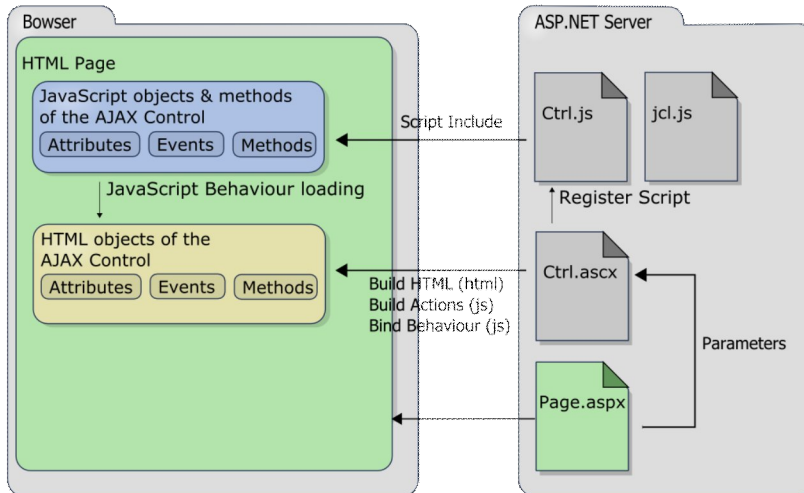 Bowser
HTML Page
JavaScript objects & methods
of the AJAX Control
Attributes Events Methods
JavaScript Behaviour loading
HTML objects of the
AJAX Control
Attributes Events Methods
Script Include
Build HTML (html)
Build Actions (js)
Bind Behaviour (js)
ASP.NET Server
Ctrl.js
jcl.js
Register Script
Ctrl.ascx
Parameters
Page.aspx